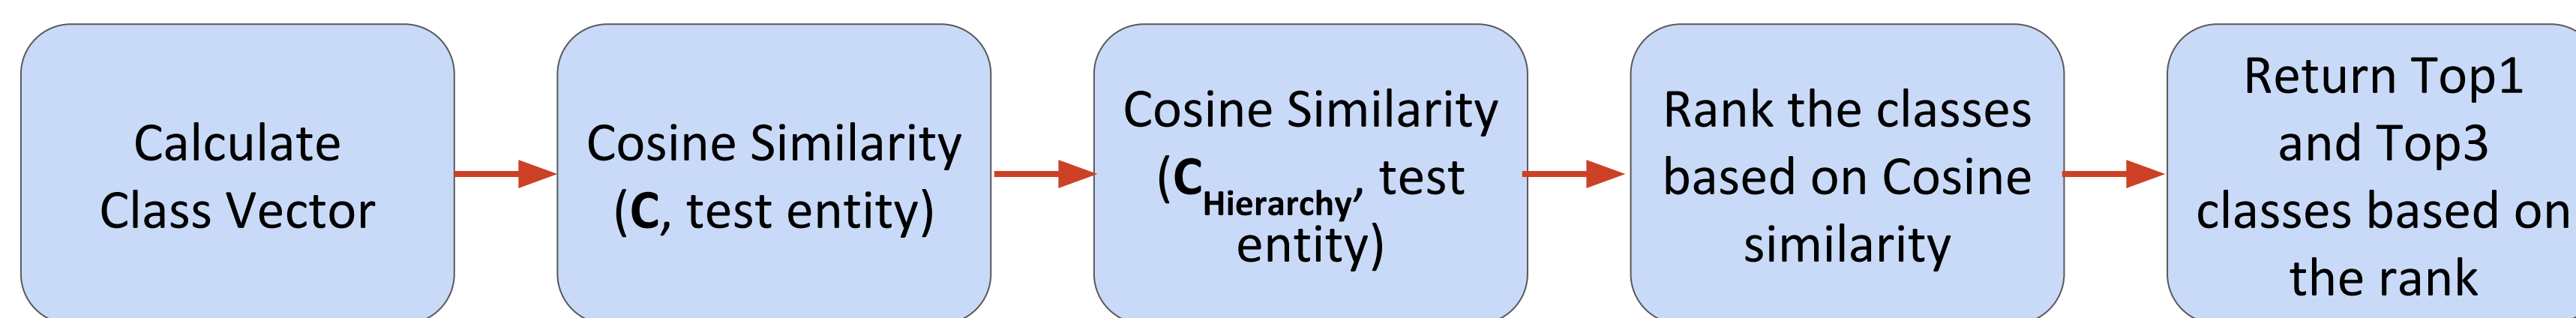 Calculate
Class Vector
Cosine Similarity
(C, test entity)
Cosine Similarity
(C_Hierarchy, test
entity)
Rank the classes
based on Cosine
similarity
Return Top1
and Top3
classes based on
the rank